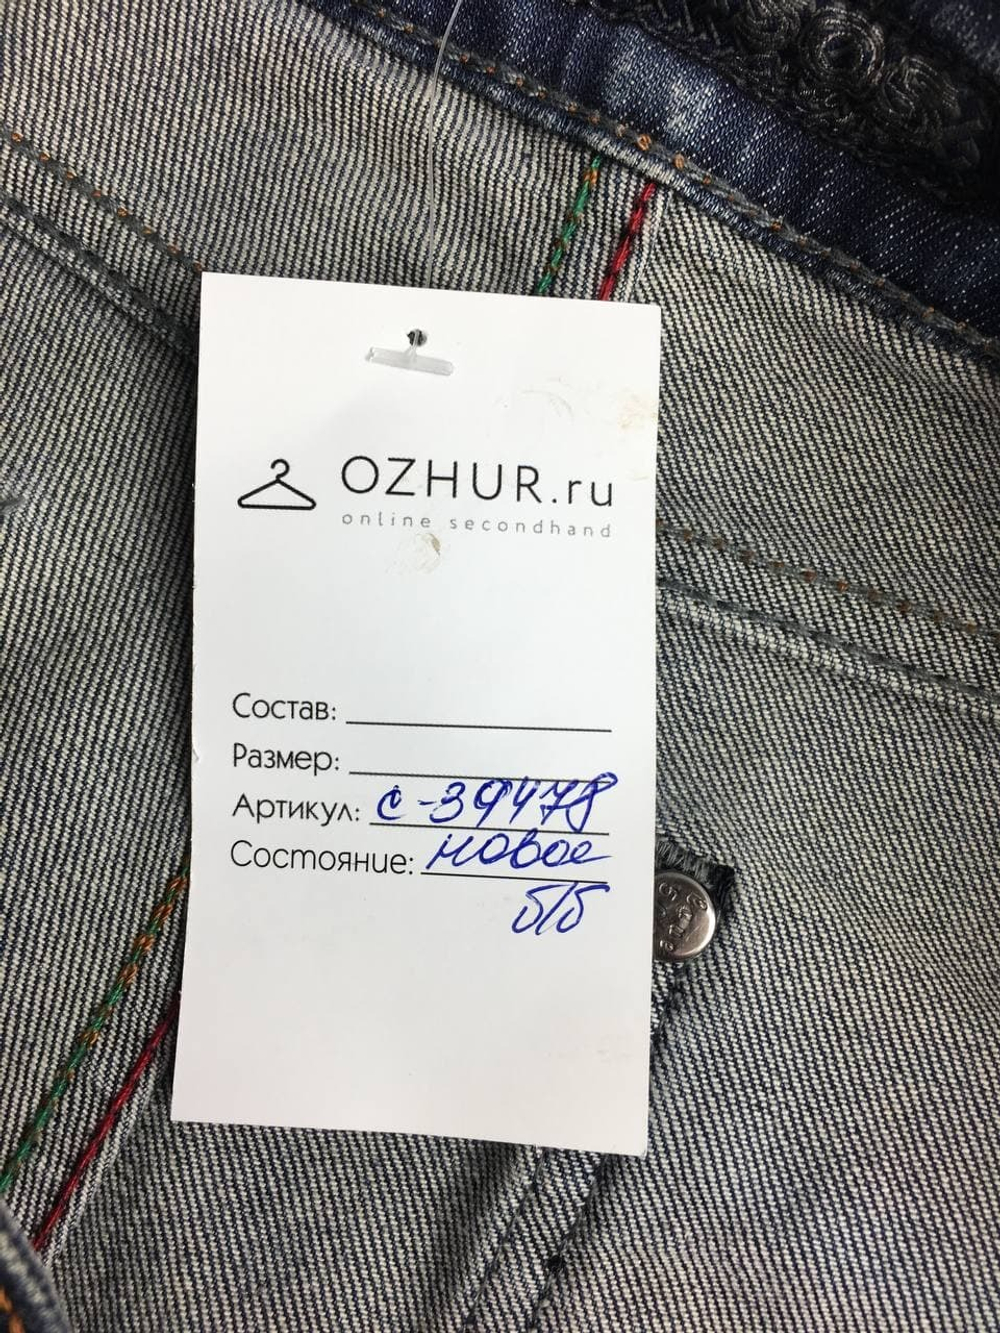 OZHUR.ru
online secondhand
Состав:
Размер:
Артикул: С-39478
Состояние: новое
б/б